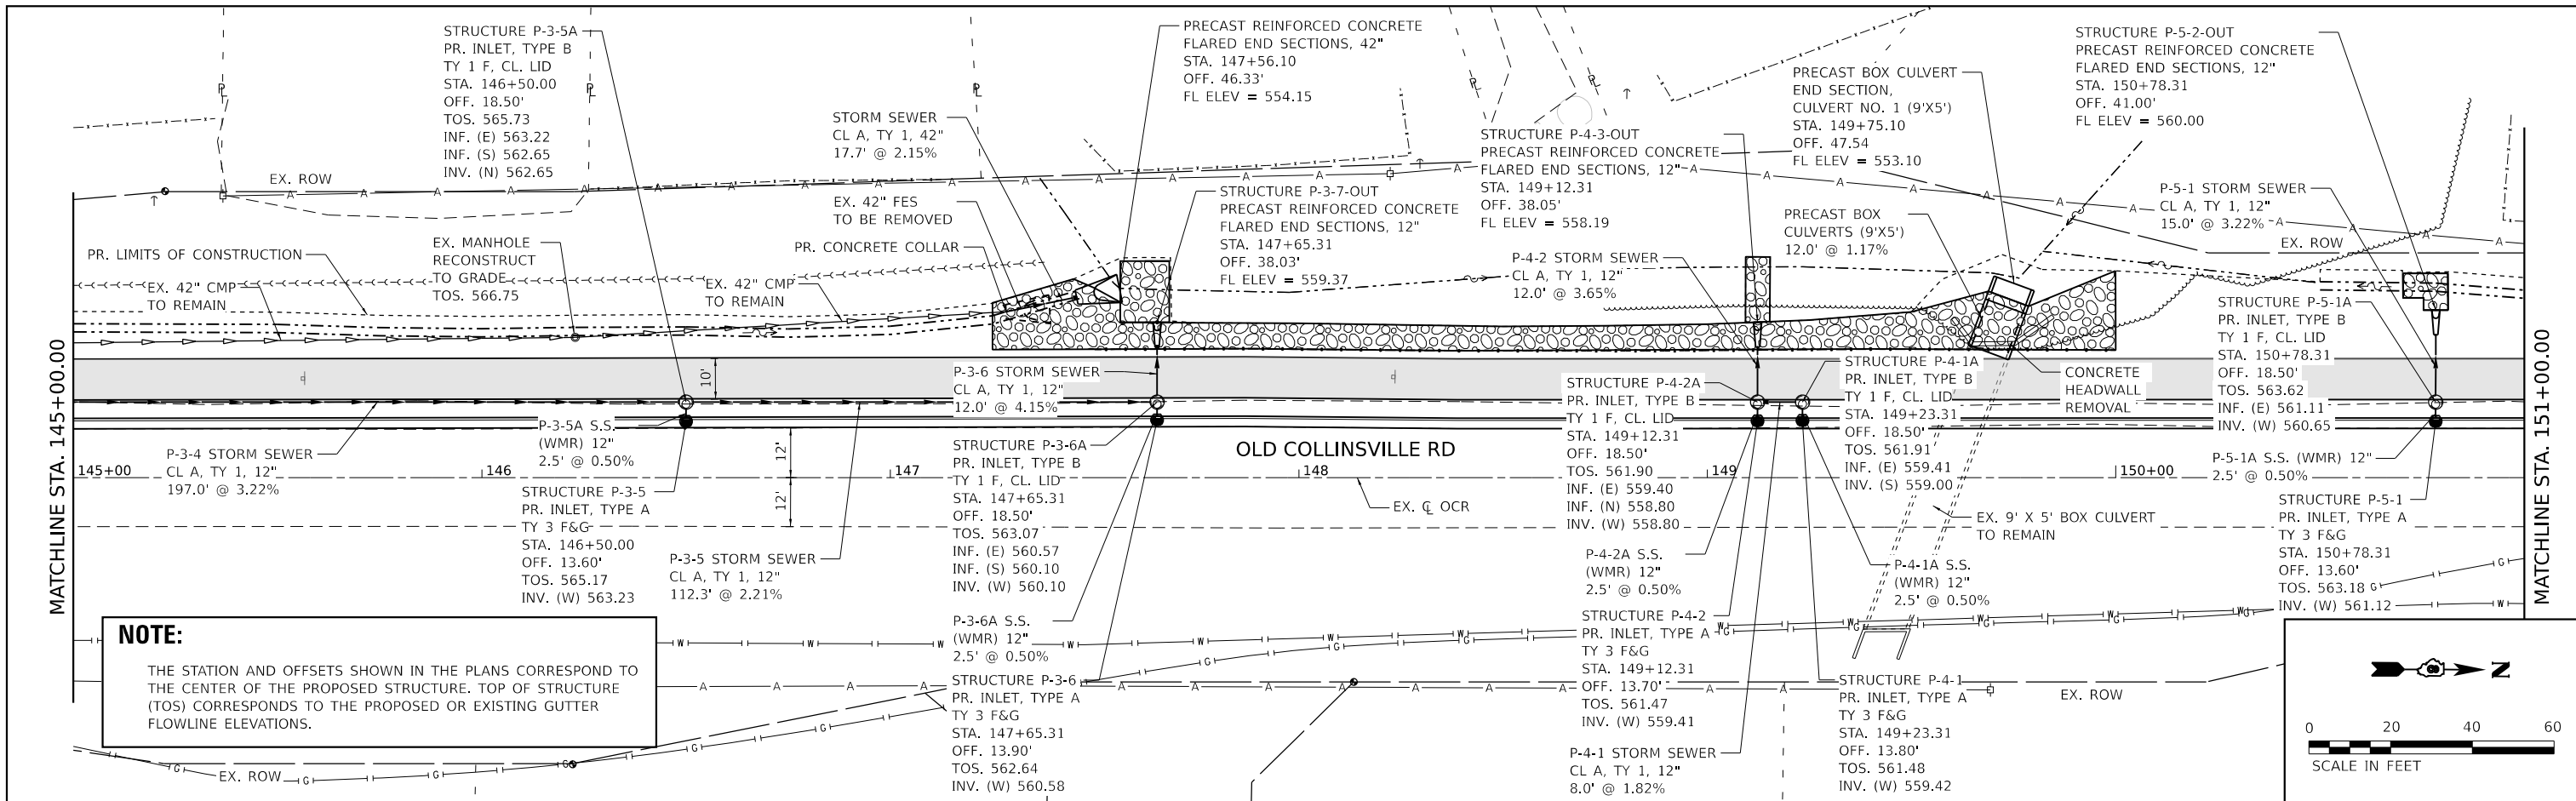 STRUCTURE P-3-5A
PR. INLET, TYPE B
TY 1 F, CL. LID
STA. 146+50.00
OFF. 18.50'
TOS. 565.73
INF. (E) 563.22
INF. (S) 562.65
INV. (N) 562.65
PRECAST REINFORCED CONCRETE
FLARED END SECTIONS, 42"
STA. 147+56.10
OFF. 46.33'
FL ELEV = 554.15
STORM SEWER
CL A, TY 1, 42"
17.7' @ 2.15%
STRUCTURE P-4-3-OUT
PRECAST REINFORCED CONCRETE
FLARED END SECTIONS, 12"
STA. 149+12.31
OFF. 38.05'
FL ELEV = 558.19
PRECAST BOX CULVERT
END SECTION,
CULVERT NO. 1 (9'X5')
STA. 149+75.10
OFF. 47.54
FL ELEV = 553.10
STRUCTURE P-5-2-OUT
PRECAST REINFORCED CONCRETE
FLARED END SECTIONS, 12"
STA. 150+78.31
OFF. 41.00'
FL ELEV = 560.00
EX. ROW
EX. 42" FES
TO BE REMOVED
STRUCTURE P-3-7-OUT
PRECAST REINFORCED CONCRETE
FLARED END SECTIONS, 12"
STA. 147+65.31
OFF. 38.03'
FL ELEV = 559.37
P-5-1 STORM SEWER
CL A, TY 1, 12"
15.0' @ 3.22%
EX. ROW
PRECAST BOX
CULVERTS (9'X5')
12.0' @ 1.17%
PR. LIMITS OF CONSTRUCTION
EX. MANHOLE
RECONSTRUCT
TO GRADE
TOS. 566.75
PR. CONCRETE COLLAR
P-4-2 STORM SEWER
CL A, TY 1, 12"
12.0' @ 3.65%
EX. 42" CMP
TO REMAIN
EX. 42" CMP
TO REMAIN
STRUCTURE P-5-1A
PR. INLET, TYPE B
TY 1 F, CL. LID
STA. 150+78.31
OFF. 18.50'
TOS. 563.62
INF. (E) 561.11
INV. (W) 560.65
MATCHLINE STA. 145+00.00
MATCHLINE STA. 151+00.00
10'
P-3-6 STORM SEWER
CL A, TY 1, 12"
12.0' @ 4.15%
STRUCTURE P-4-2A
PR. INLET, TYPE B
TY 1 F, CL. LID
STA. 149+12.31
OFF. 18.50'
TOS. 561.90
INF. (E) 559.40
INF. (N) 558.80
INV. (W) 558.80
STRUCTURE P-4-1A
PR. INLET, TYPE B
TY 1 F, CL. LID
STA. 149+23.31
OFF. 18.50'
TOS. 561.91
INF. (E) 559.41
INV. (S) 559.00
CONCRETE
HEADWALL
REMOVAL
P-3-5A S.S.
(WMR) 12"
2.5' @ 0.50%
P-3-4 STORM SEWER
CL A, TY 1, 12"
197.0' @ 3.22%
12'
12'
STRUCTURE P-3-6A
PR. INLET, TYPE B
TY 1 F, CL. LID
STA. 147+65.31
OFF. 18.50'
TOS. 563.07
INF. (E) 560.57
INF. (S) 560.10
INV. (W) 560.10
OLD COLLINSVILLE RD
145+00
146
147
148
149
150+00
P-5-1A S.S. (WMR) 12"
2.5' @ 0.50%
STRUCTURE P-3-5
PR. INLET, TYPE A
TY 3 F&G
STA. 146+50.00
OFF. 13.60'
TOS. 565.17
INV. (W) 563.23
EX. ℄ OCR
EX. 9' X 5' BOX CULVERT
TO REMAIN
STRUCTURE P-5-1
PR. INLET, TYPE A
TY 3 F&G
STA. 150+78.31
OFF. 13.60'
TOS. 563.18
INV. (W) 561.12
P-3-5 STORM SEWER
CL A, TY 1, 12"
112.3' @ 2.21%
P-4-2A S.S.
(WMR) 12"
2.5' @ 0.50%
P-4-1A S.S.
(WMR) 12"
2.5' @ 0.50%
P-3-6A S.S.
(WMR) 12"
2.5' @ 0.50%
STRUCTURE P-4-2
PR. INLET, TYPE A
TY 3 F&G
STA. 149+12.31
OFF. 13.70'
TOS. 561.47
INV. (W) 559.41
NOTE:
THE STATION AND OFFSETS SHOWN IN THE PLANS CORRESPOND TO
THE CENTER OF THE PROPOSED STRUCTURE. TOP OF STRUCTURE
(TOS) CORRESPONDS TO THE PROPOSED OR EXISTING GUTTER
FLOWLINE ELEVATIONS.
STRUCTURE P-3-6
PR. INLET, TYPE A
TY 3 F&G
STA. 147+65.31
OFF. 13.90'
TOS. 562.64
INV. (W) 560.58
STRUCTURE P-4-1
PR. INLET, TYPE A
TY 3 F&G
STA. 149+23.31
OFF. 13.80'
TOS. 561.48
INV. (W) 559.42
EX. ROW
P-4-1 STORM SEWER
CL A, TY 1, 12"
8.0' @ 1.82%
EX. ROW
N
0 20 40 60
SCALE IN FEET